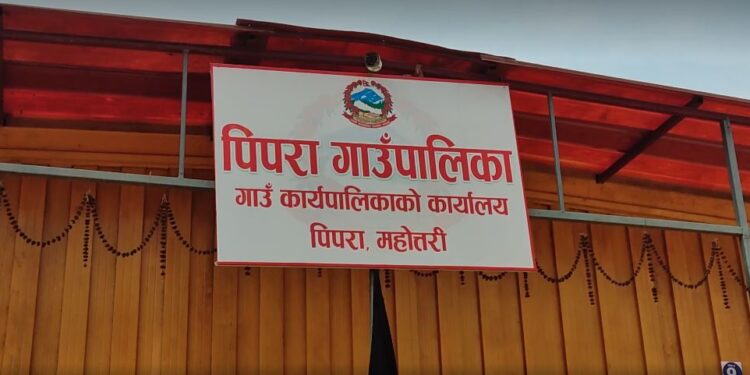 पिपरा गाउँपालिका
गाउँ कार्यपालिकाको कार्यालय
पिपरा, महोत्तरी